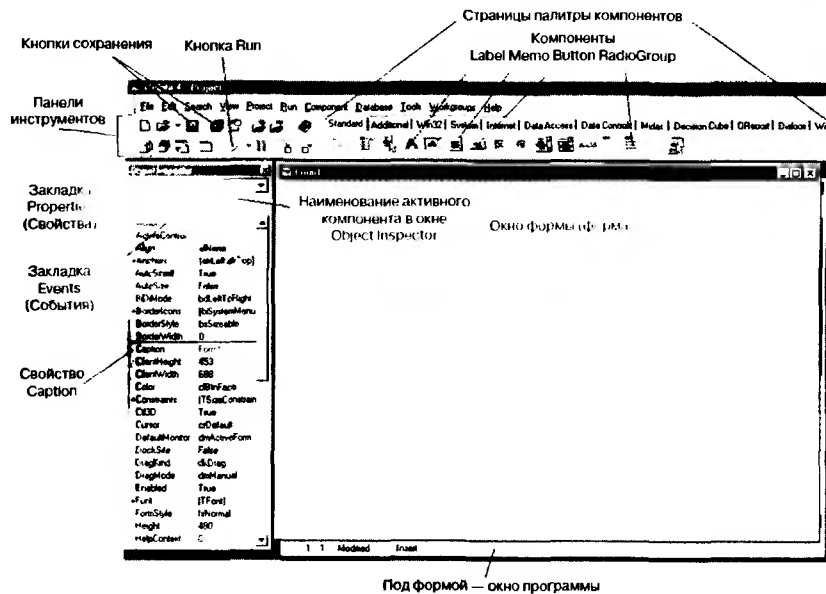 Страницы палитры компонентов
Кнопки сохранения
Кнопка Run
Компоненты
Label Memo Button RadioGroup
Панели
инструментов
File Edit Search View Project Run Component Database Tools Workgroups Help
Standard Additional Win32 System Internet Data Access Data Controls Midas Decision Cube QReport Dialogs
Закладка
(Свойства)
Наименование активного
компонента в окне
Object Inspector
Окно формы
Закладка
Events
(События)
Align alNone
AutoScroll True
AutoSize False
BiDiMode bdLeftToRight
BorderIcons [biSystemMenu
BorderStyle bsSizeable
BorderWidth 0
Caption Form1
ClientHeight 453
ClientWidth 688
Color clBtnFace
Constraints (TSizeConstrain
Ctl3D True
Cursor crDefault
DefaultMonitor dmActiveForm
DockSite False
DragKind dkDrag
DragMode dmManual
Enabled True
Font (TFont)
FormStyle fsNormal
Height 480
HelpContext 0
Свойство
Caption
1 1 Modified Insert
Под формой — окно программы